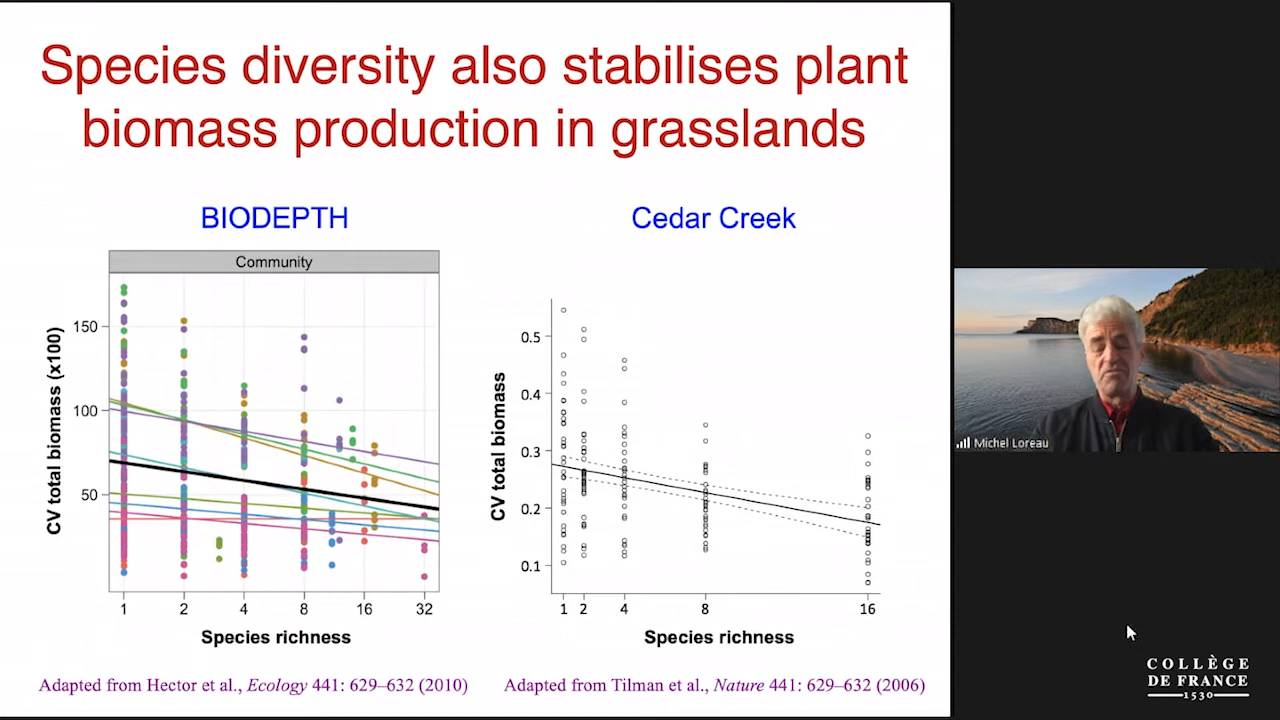 Species diversity also stabilises plant
biomass production in grasslands
BIODEPTH
Community
CV total biomass (x100)
150
100
50
1 2 4 8 16 32
Species richness
Adapted from Hector et al., Ecology 441: 629–632 (2010)
Cedar Creek
CV total biomass
0.5
0.4
0.3
0.2
0.1
1 2 4 8 16
Species richness
Adapted from Tilman et al., Nature 441: 629–632 (2006)
Michel Loreau
COLLÈGE
DE FRANCE
1530